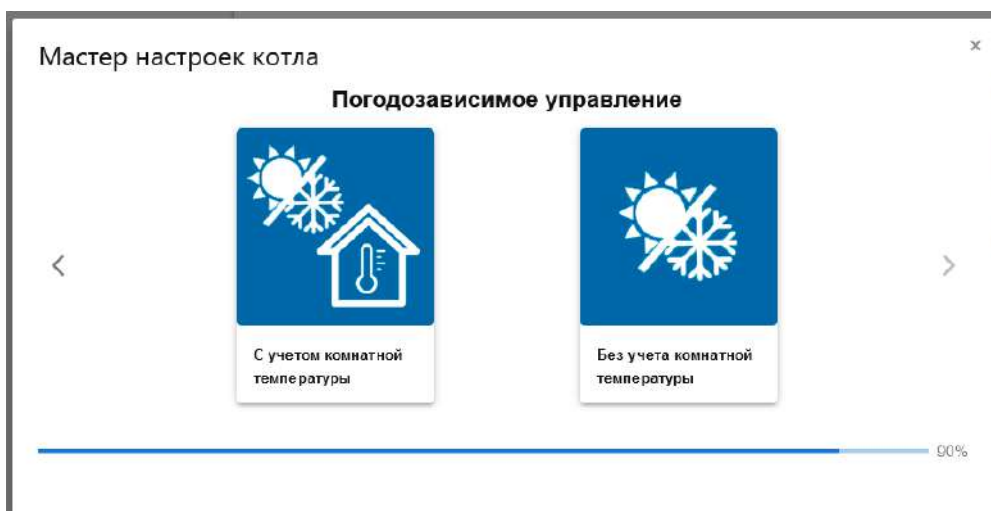 Мастер настроек котла
×
Погодозависимое управление
С учетом комнатной
температуры
Без учета комнатной
температуры
90%